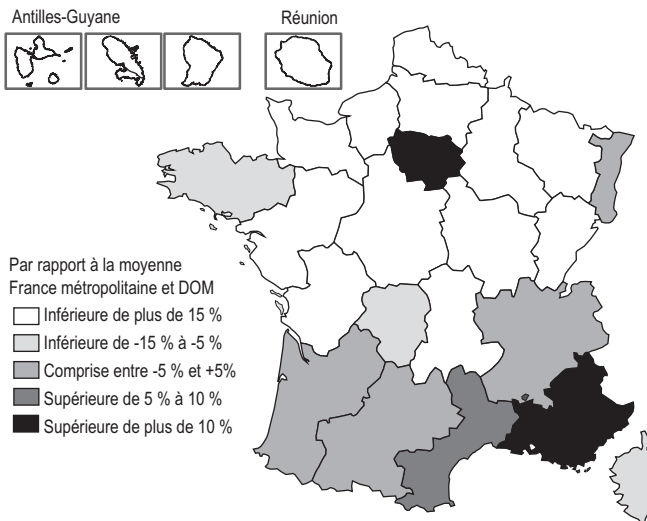 Antilles-Guyane
Réunion
Par rapport à la moyenne
France métropolitaine et DOM
Inférieure de plus de 15 %
Inférieure de -15 % à -5 %
Comprise entre -5 % et +5%
Supérieure de 5 % à 10 %
Supérieure de plus de 10 %